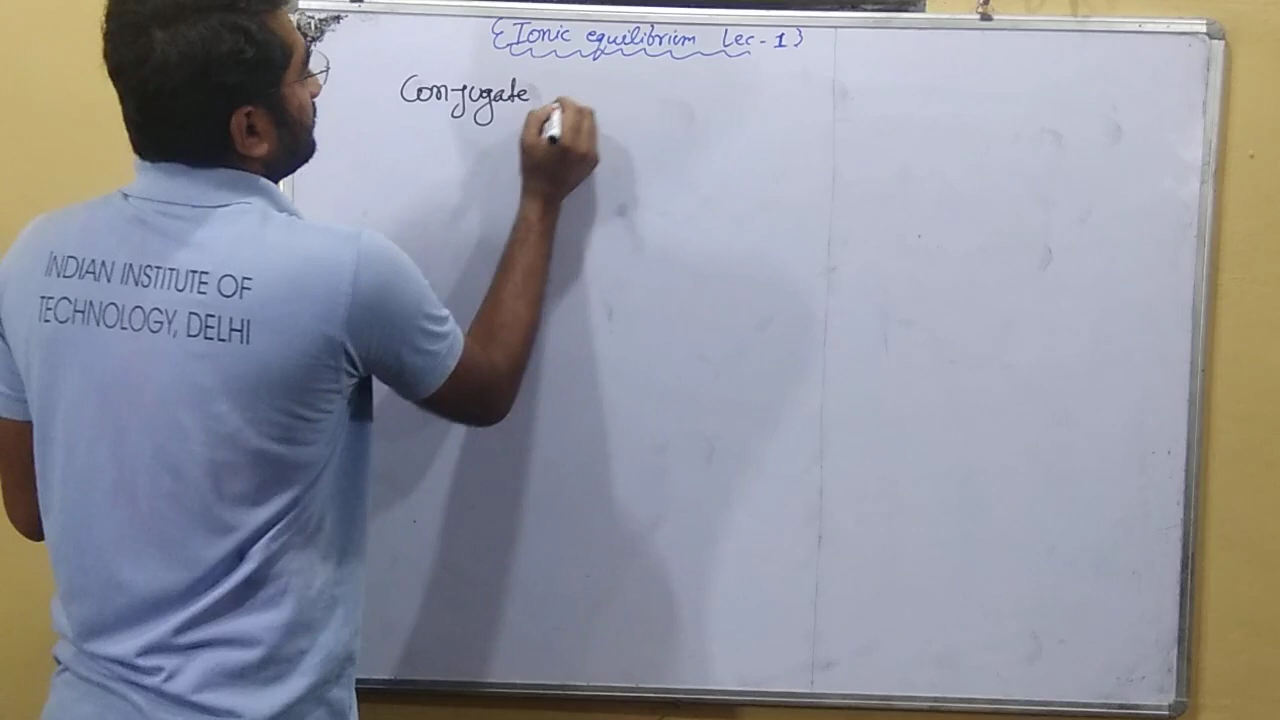 {Ionic equilibrium Lec-1}
Conjugate
INDIAN INSTITUTE OF
TECHNOLOGY, DELHI